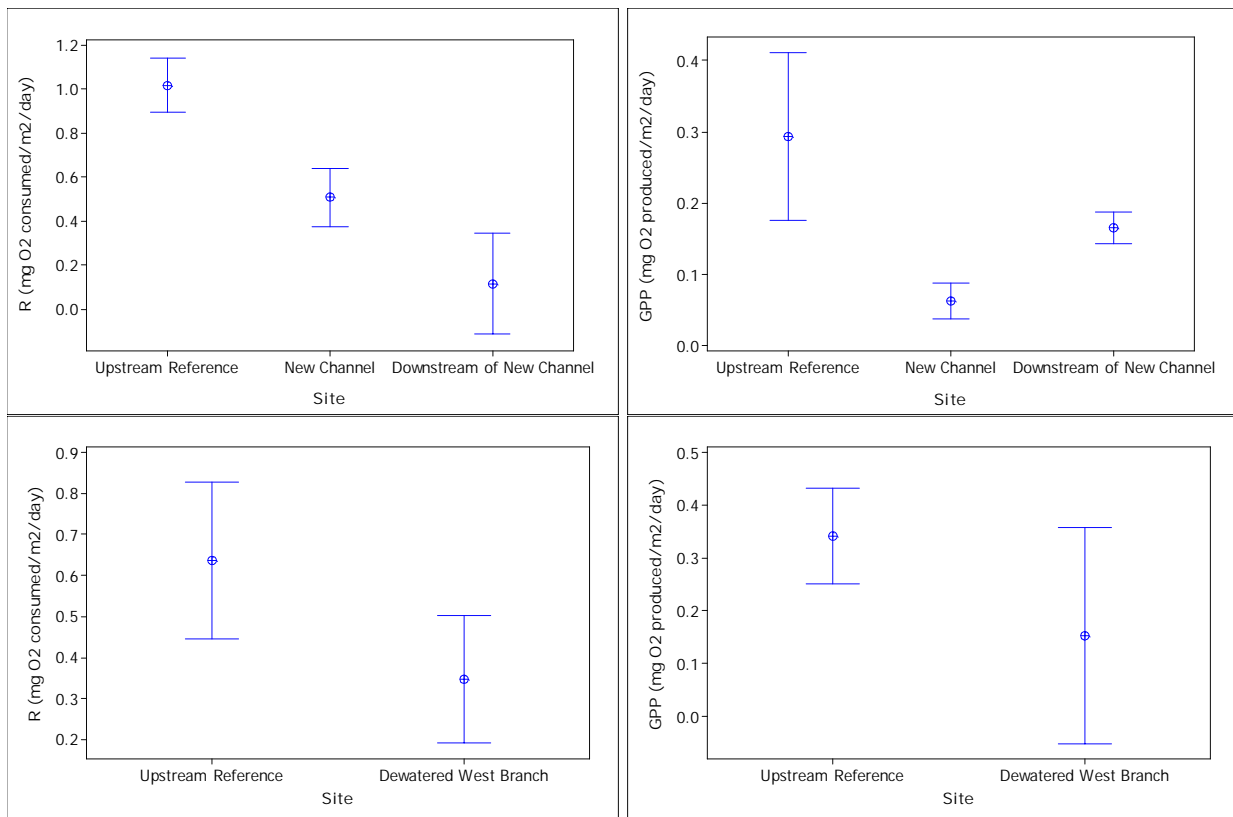 R (mg O2 consumed/m2/day)
1.2
1.0
0.8
0.6
0.4
0.2
0.0
Upstream Reference New Channel Downstream of New Channel
Site
GPP (mg O2 produced/m2/day)
0.4
0.3
0.2
0.1
0.0
Upstream Reference New Channel Downstream of New Channel
Site
R (mg O2 consumed/m2/day)
0.9
0.8
0.7
0.6
0.5
0.4
0.3
0.2
Upstream Reference Dewatered West Branch
Site
GPP (mg O2 produced/m2/day)
0.5
0.4
0.3
0.2
0.1
0.0
Upstream Reference Dewatered West Branch
Site